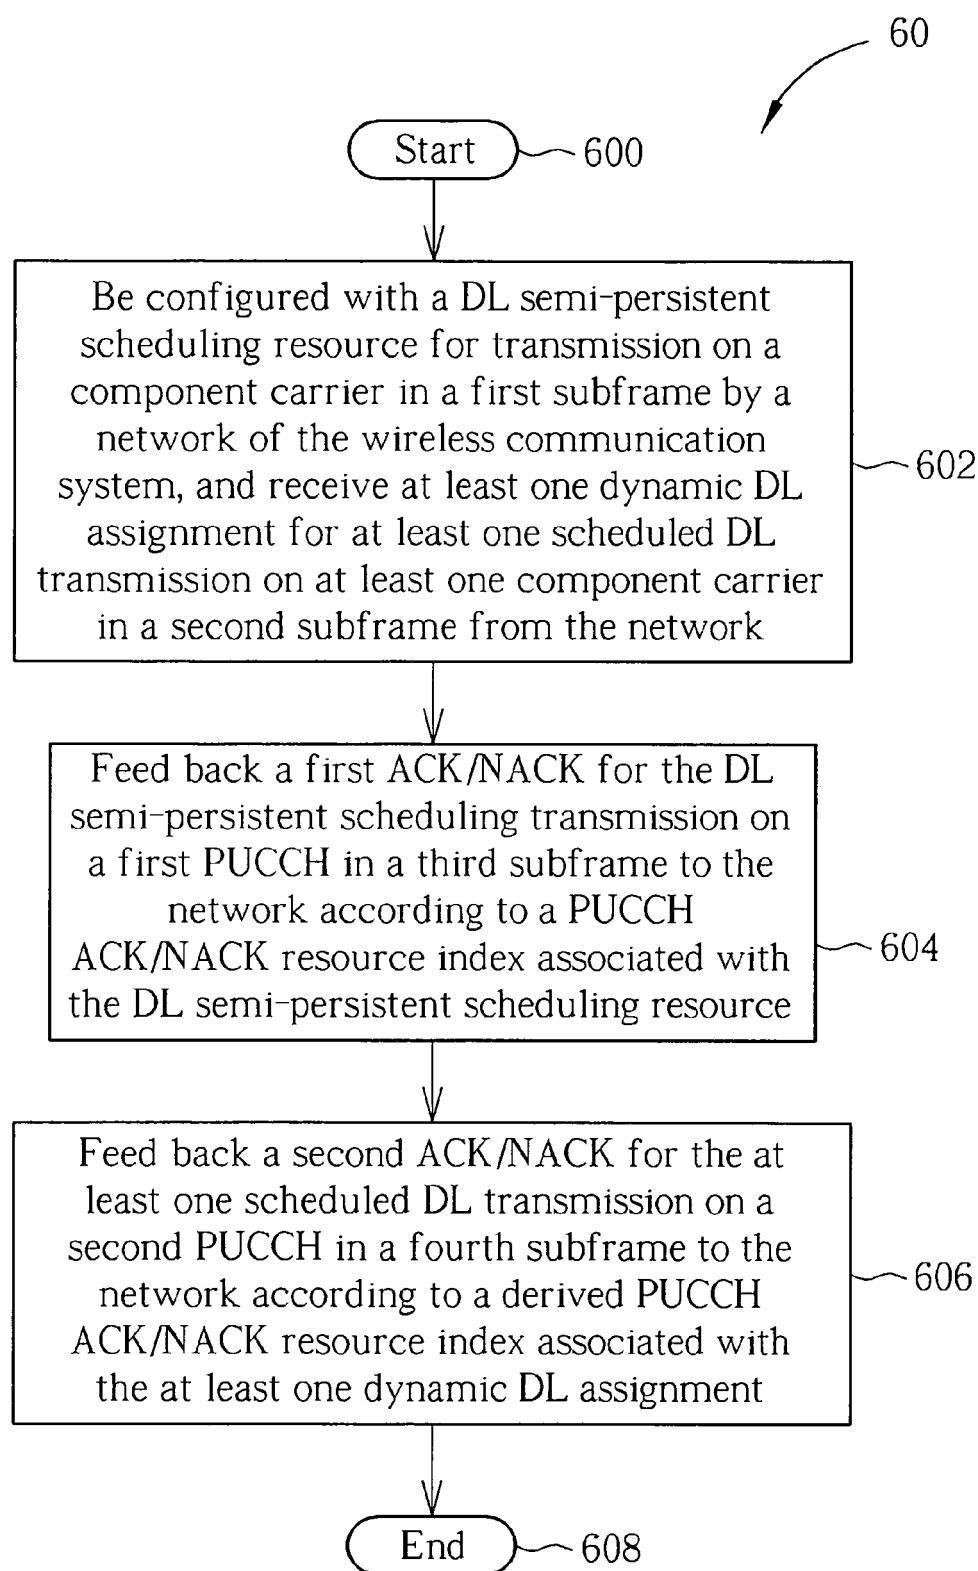 60
Start
600
Be configured with a DL semi-persistent
scheduling resource for transmission on a
component carrier in a first subframe by a
network of the wireless communication
system, and receive at least one dynamic DL
assignment for at least one scheduled DL
transmission on at least one component carrier
in a second subframe from the network
602
Feed back a first ACK/NACK for the DL
semi-persistent scheduling transmission on
a first PUCCH in a third subframe to the
network according to a PUCCH
ACK/NACK resource index associated with
the DL semi-persistent scheduling resource
604
Feed back a second ACK/NACK for the at
least one scheduled DL transmission on a
second PUCCH in a fourth subframe to the
network according to a derived PUCCH
ACK/NACK resource index associated with
the at least one dynamic DL assignment
606
End
608